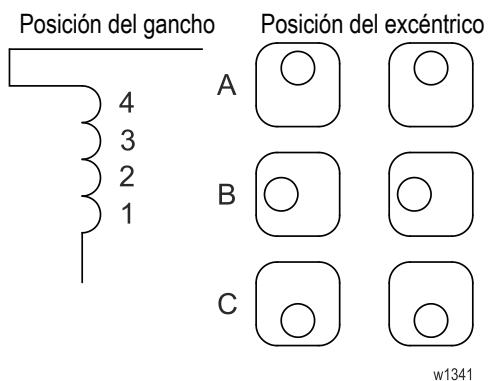 Posición del gancho
Posición del excéntrico
4
3
2
1
A
B
C
w1341